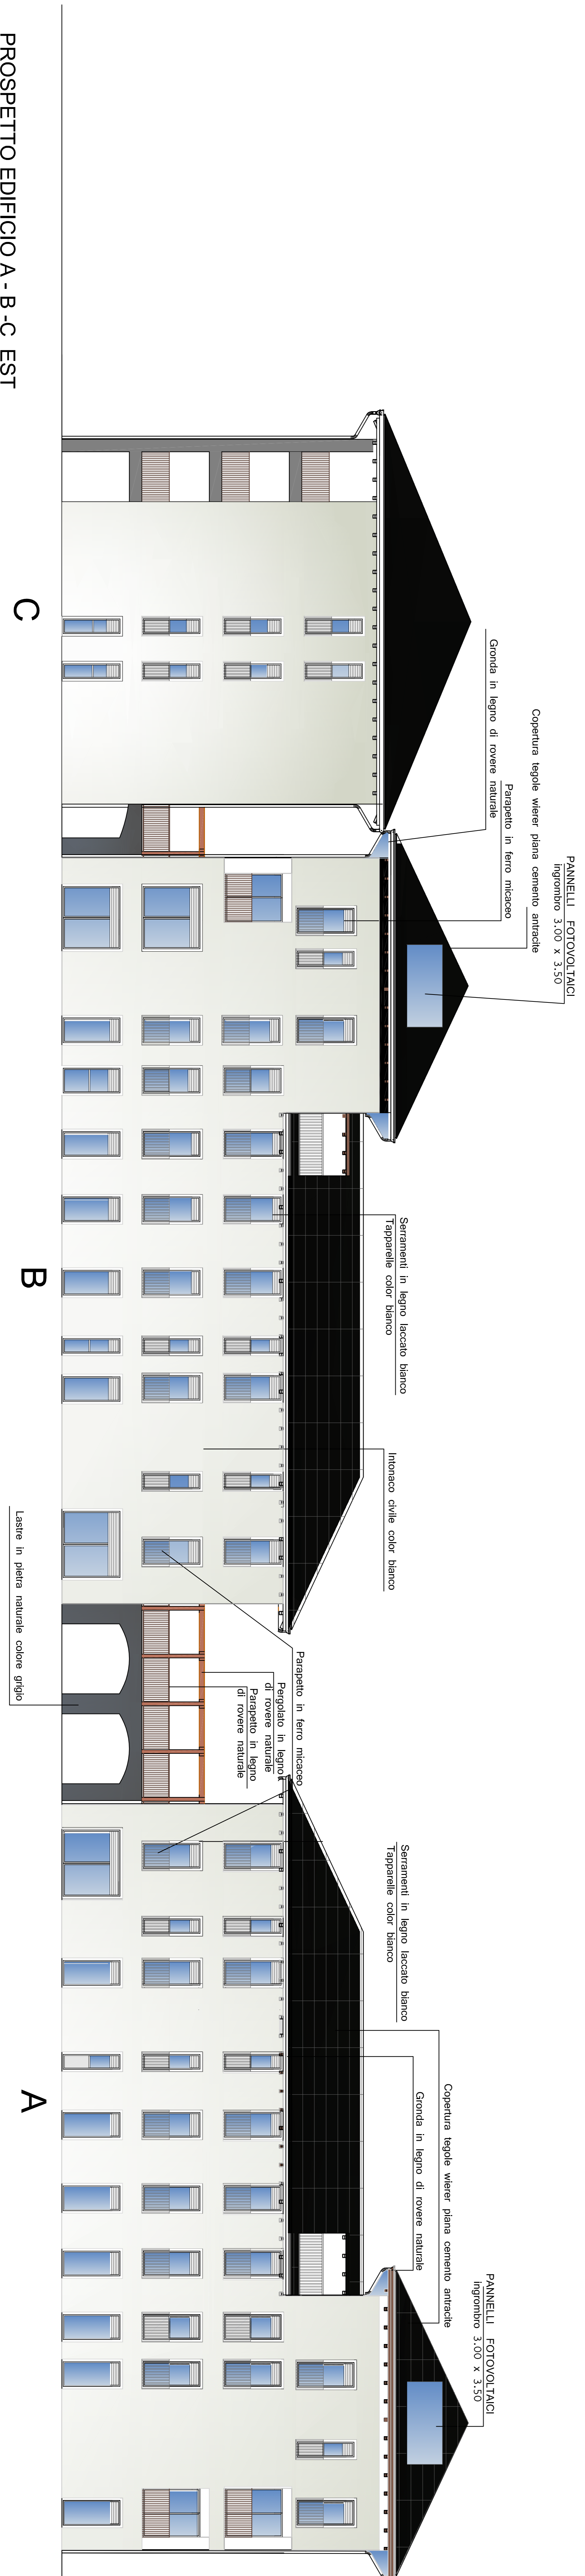 PANNELLI FOTOVOLTAICI
ingrombro 3.00 x 3.50
Copertura tegole wierer piana cemento antracite
Parapetto in ferro micaceo
Gronda in legno di rovere naturale
Serramenti in legno laccato bianco
Tapparelle color bianco
Intonaco civile color bianco
Parapetto in ferro micaceo
Pergolato in legno
di rovere naturale
Parapetto in legno
di rovere naturale
Lastre in pietra naturale colore grigio
PANNELLI FOTOVOLTAICI
ingrombro 3.00 x 3.50
Copertura tegole wierer piana cemento antracite
Gronda in legno di rovere naturale
Serramenti in legno laccato bianco
Tapparelle color bianco
C
B
A
PROSPETTO EDIFICIO A - B -C EST